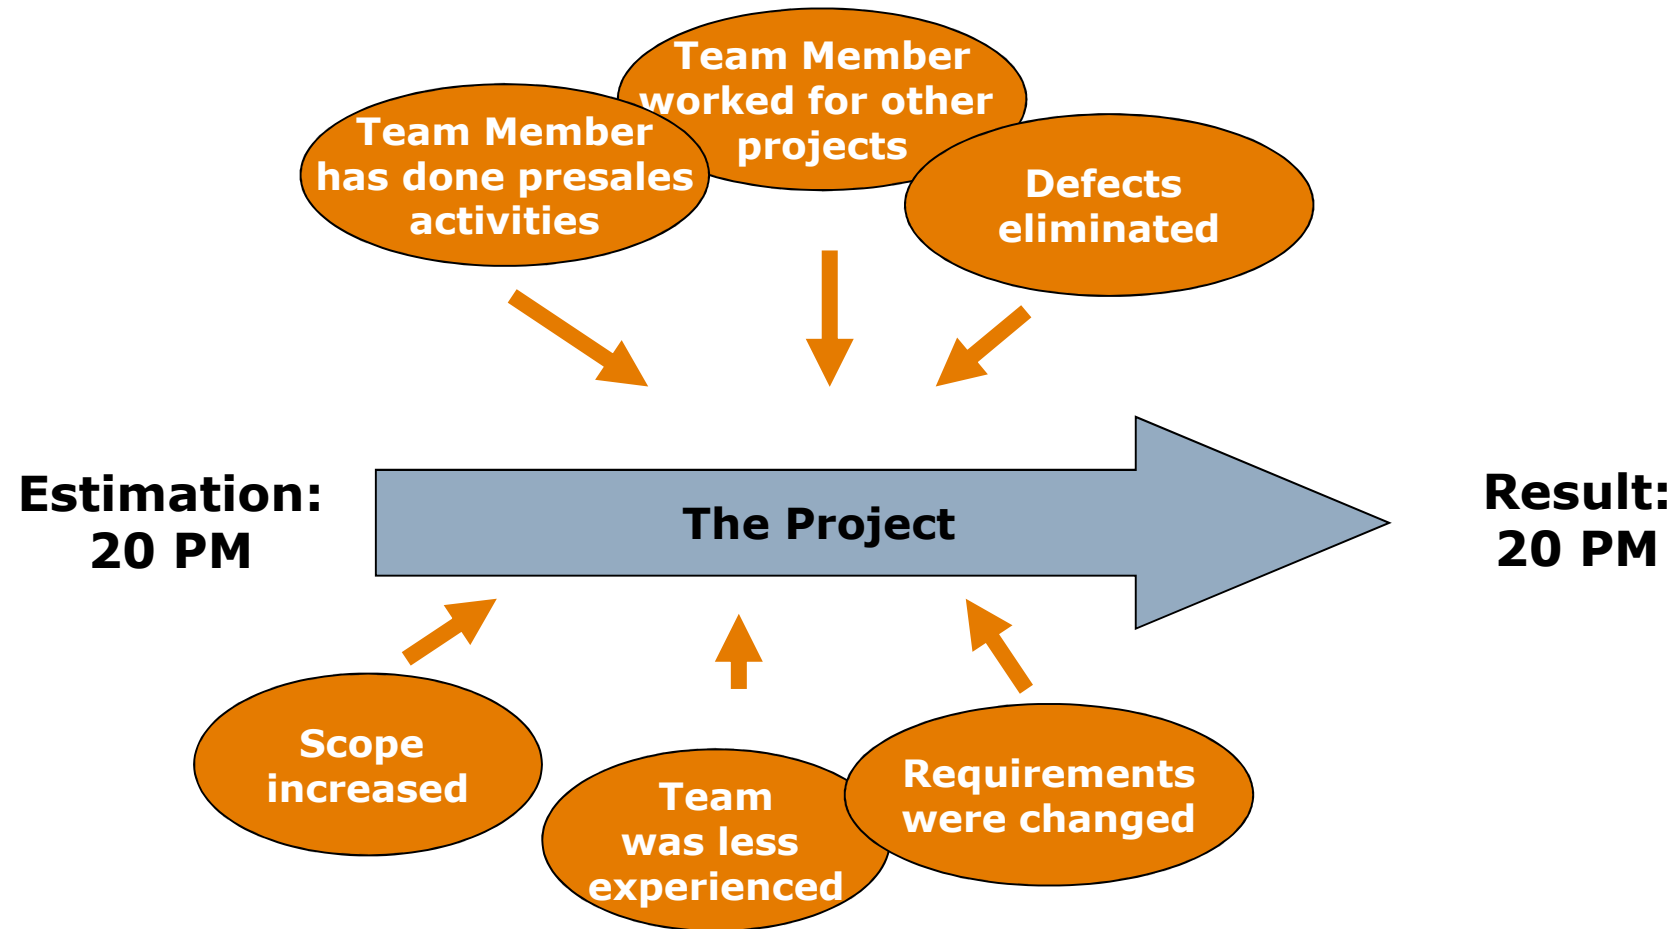 Team Member
worked for other
projects
Team Member
has done presales
activities
Defects
eliminated
Estimation:
20 PM
The Project
Result:
20 PM
Scope
increased
Team
was less
experienced
Requirements
were changed